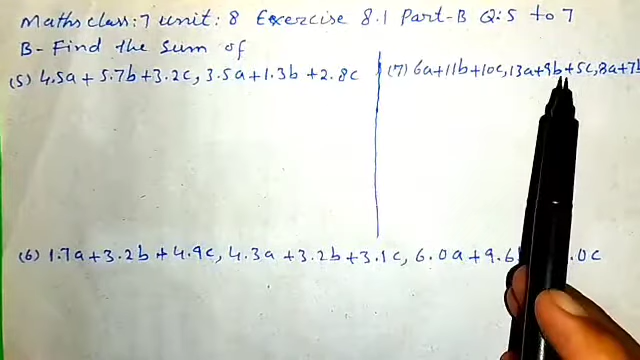 Maths class:7 unit: 8 Exercise 8.1 Part-B Q:5 to 7
B- Find the Sum of
(5) 4.5a + 5.7b+3.2c, 3.5a+1.3b +2.8c
(7) 6a+11b+10c,13a+9b+5c,8a+7b
(6) 1.7a+3.2b + 4.9c, 4.3a +3.2b +3.1c, 6.0a+9.6 .0c